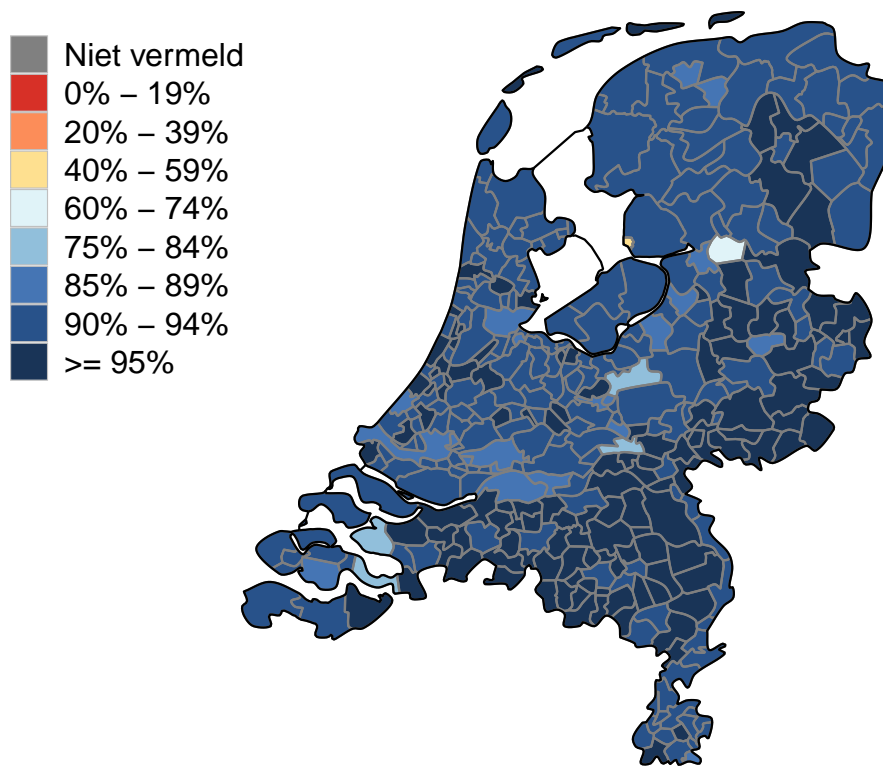 Niet vermeld
0% – 19%
20% – 39%
40% – 59%
60% – 74%
75% – 84%
85% – 89%
90% – 94%
>= 95%